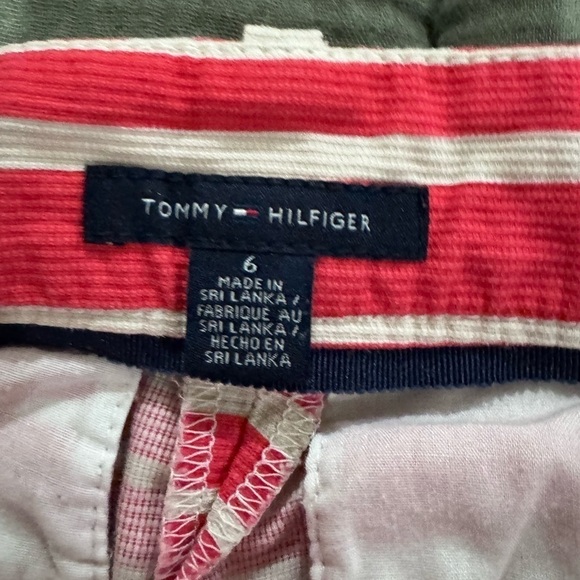 TOMMY HILFIGER
6
MADE IN
SRI LANKA /
FABRIQUE AU
SRI LANKA /
HECHO EN
SRI LANKA